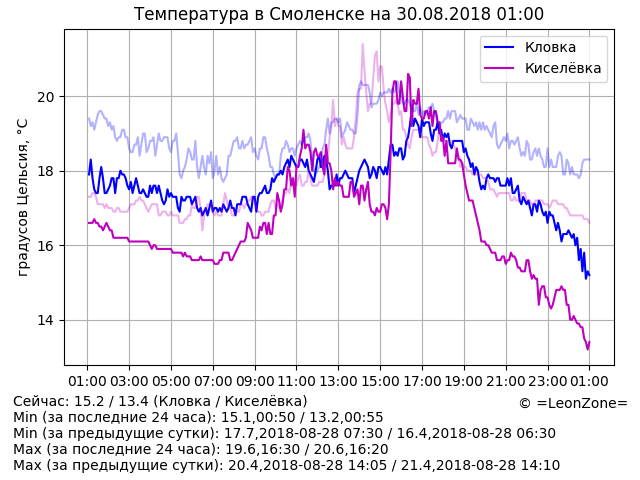 Температура в Смоленске на 30.08.2018 01:00
Кловка
Киселёвка
градусов Цельсия, °C
20
18
16
14
01:00 03:00 05:00 07:00 09:00 11:00 13:00 15:00 17:00 19:00 21:00 23:00 01:00
Сейчас: 15.2 / 13.4 (Кловка / Киселёвка)
© =LeonZone=
Min (за последние 24 часа): 15.1,00:50 / 13.2,00:55
Min (за предыдущие сутки): 17.7,2018-08-28 07:30 / 16.4,2018-08-28 06:30
Max (за последние 24 часа): 19.6,16:30 / 20.6,16:20
Max (за предыдущие сутки): 20.4,2018-08-28 14:05 / 21.4,2018-08-28 14:10